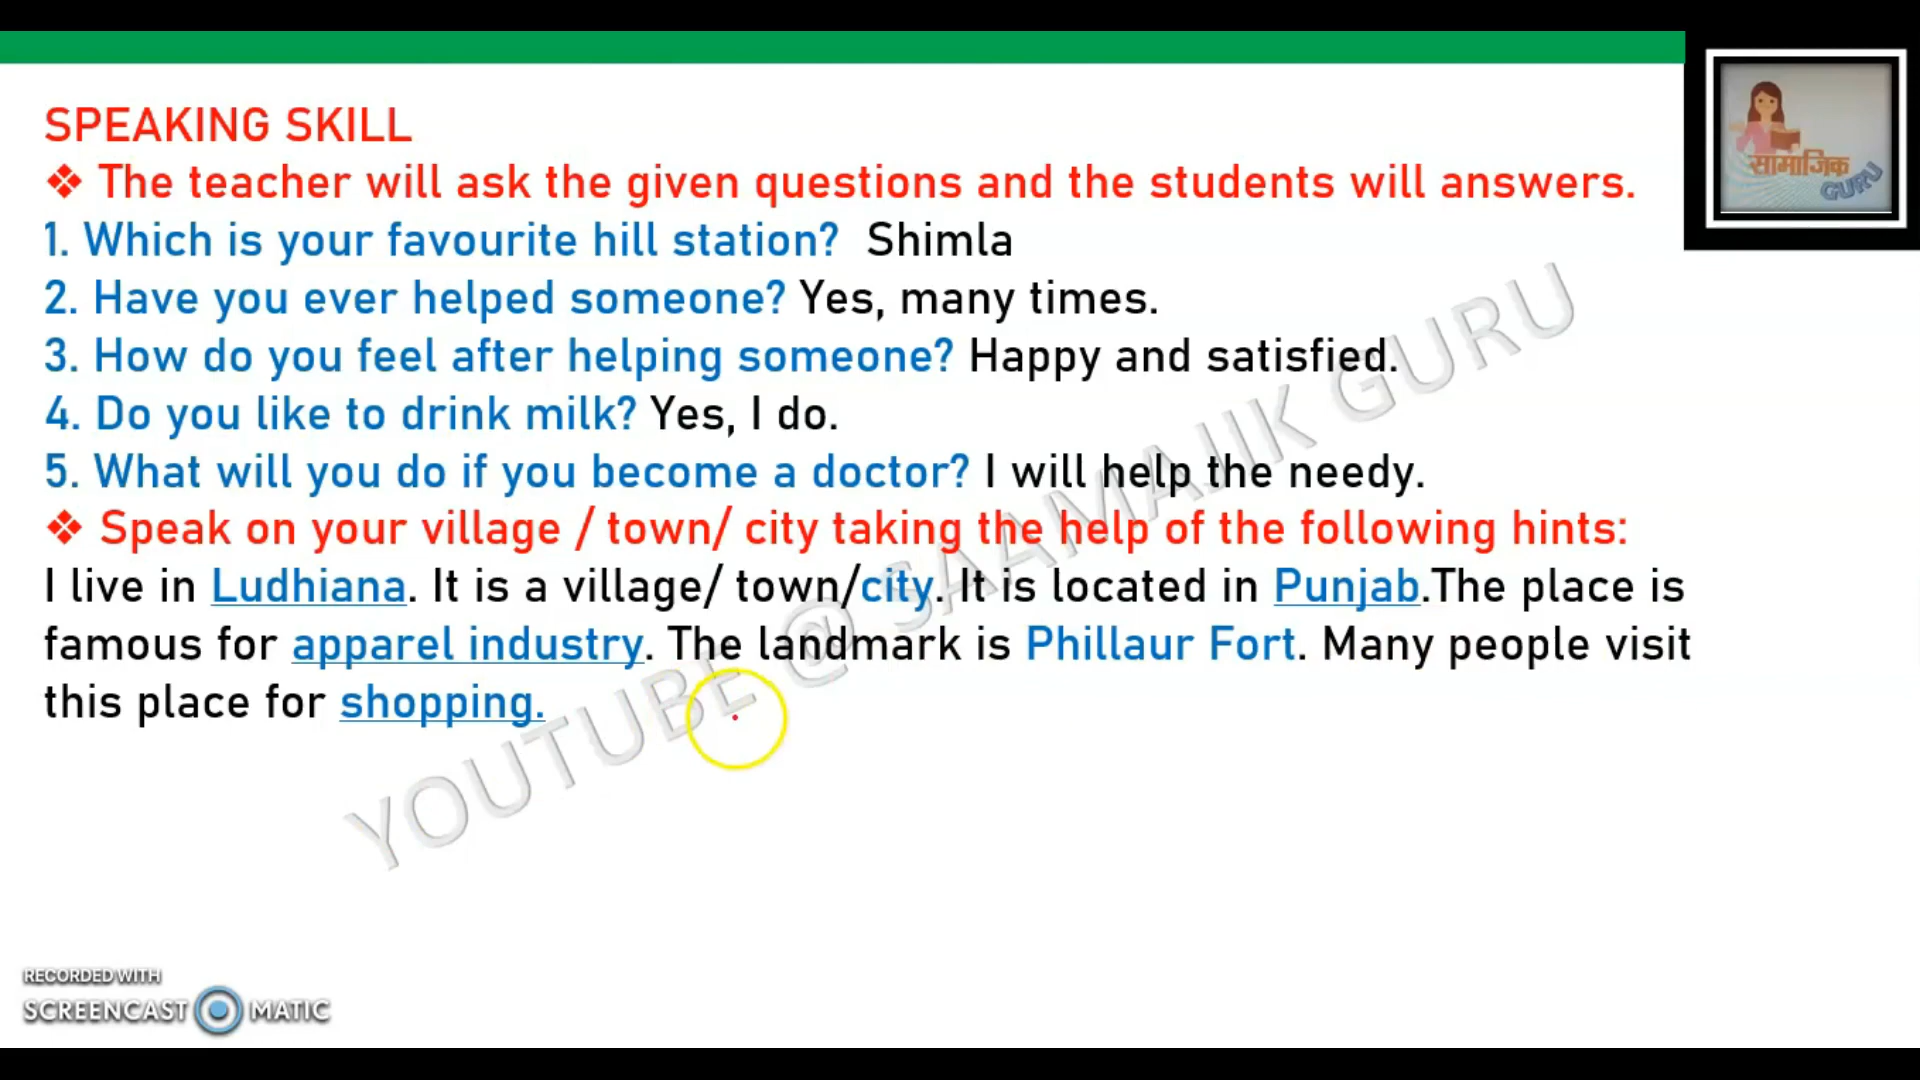 सामाजिक
GURU
SPEAKING SKILL
❖ The teacher will ask the given questions and the students will answers.
1. Which is your favourite hill station? Shimla
2. Have you ever helped someone? Yes, many times.
3. How do you feel after helping someone? Happy and satisfied.
4. Do you like to drink milk? Yes, I do.
5. What will you do if you become a doctor? I will help the needy.
❖ Speak on your village / town/ city taking the help of the following hints:
I live in Ludhiana. It is a village/ town/city. It is located in Punjab.The place is
famous for apparel industry. The landmark is Phillaur Fort. Many people visit
this place for shopping.
YOUTUBE @ SAAMAJIK GURU
RECORDED WITH
SCREENCAST MATIC